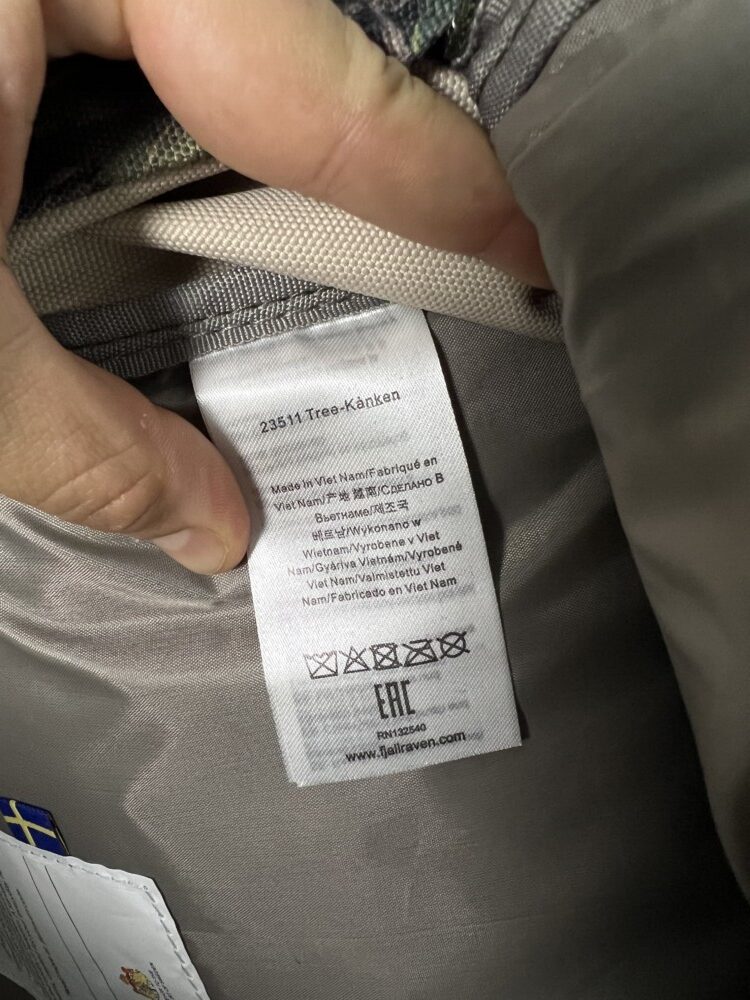 23511 Tree-Kånken
Made in Viet Nam/Fabriqué en
Viet Nam/产地 越南/СДЕЛАНО В
Вьетнаме/제조국
베트남/Wykonano w
Wietnam/Vyrobene v Viet
Nam/Gyártva Vietnám/Vyrobené
Viet Nam/Valmistettu Viet
Nam/Fabricado en Viet Nam
EAC
RN132540
www.fjallraven.com